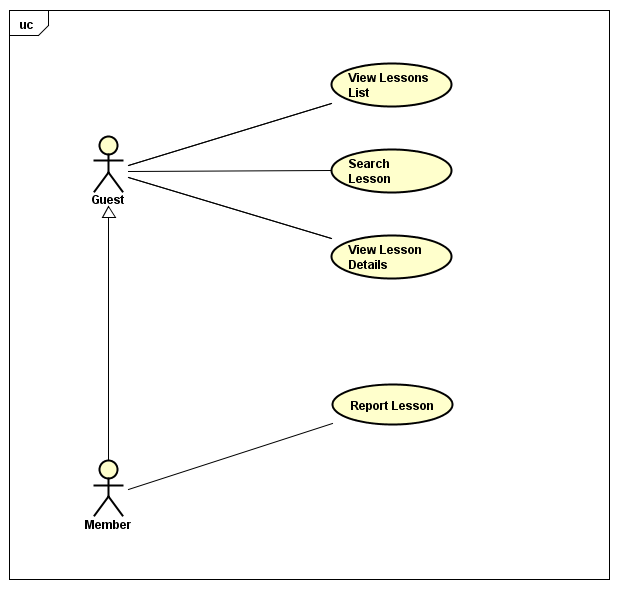 uc
View Lessons
List
Search
Lesson
Guest
View Lesson
Details
Report Lesson
Member